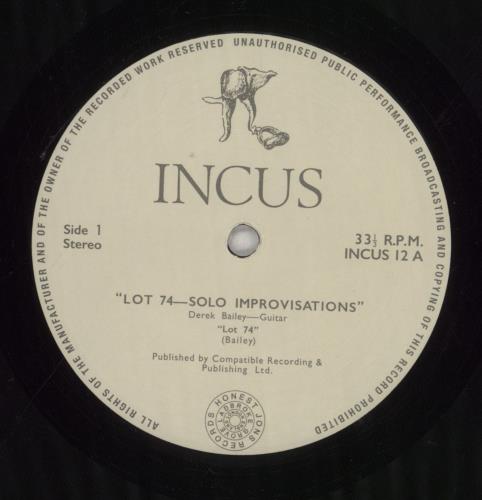 ALL RIGHTS OF THE MANUFACTURER AND OF THE OWNER OF THE RECORDED WORK RESERVED UNAUTHORISED PUBLIC PERFORMANCE BROADCASTING AND COPYING OF THIS RECORD PROHIBITED
INCUS
Side 1
Stereo
33⅓ R.P.M.
INCUS 12 A
"LOT 74—SOLO IMPROVISATIONS"
Derek Bailey—Guitar
"Lot 74"
(Bailey)
Published by Compatible Recording &
Publishing Ltd.
HONEST JONS RECORDS
LADBROKE GROVE